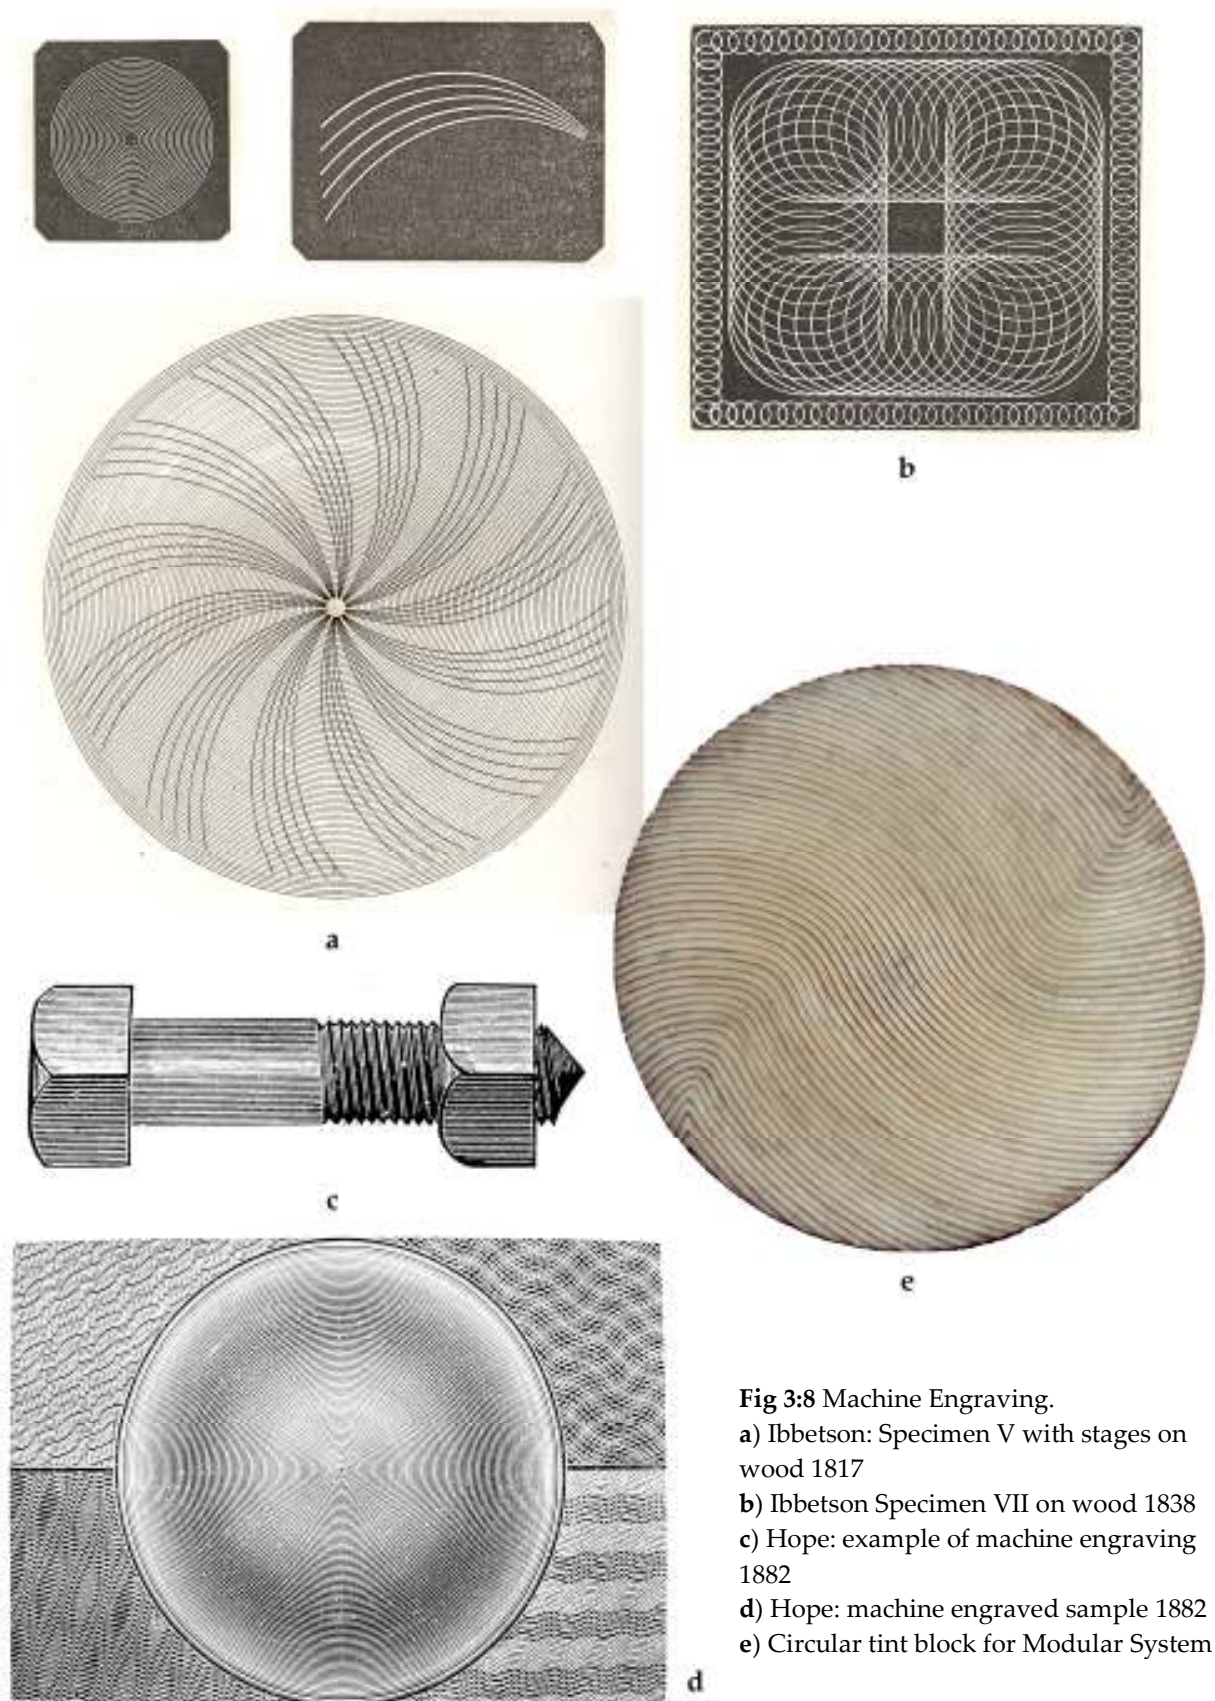 b
a
c
e
d
Fig 3:8 Machine Engraving.
a) Ibbetson: Specimen V with stages on
wood 1817
b) Ibbetson Specimen VII on wood 1838
c) Hope: example of machine engraving
1882
d) Hope: machine engraved sample 1882
e) Circular tint block for Modular System